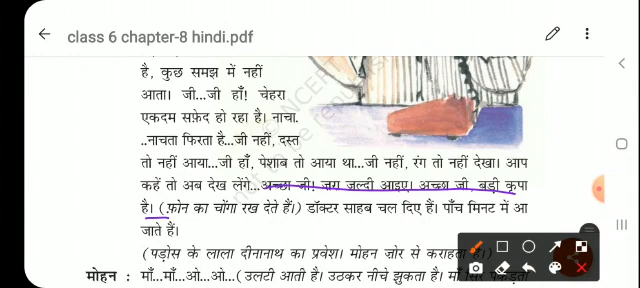 class 6 chapter-8 hindi.pdf
है, कुछ समझ में नहीं
आता। जी...जी हाँ! चेहरा
एकदम सफ़ेद हो रहा है। नाचा.
..नाचता फिरता है...जी नहीं, दस्त
तो नहीं आया...जी हाँ, पेशाब तो आया था...जी नहीं, रंग तो नहीं देखा। आप
कहें तो अब देख लेंगे...अच्छा जी! ज़रा जल्दी आइए। अच्छा जी, बड़ी कृपा
है। (फ़ोन का चोंगा रख देते हैं।) डॉक्टर साहब चल दिए हैं। पाँच मिनट में आ
जाते हैं।
(पड़ोस के लाला दीनानाथ का प्रवेश। मोहन ज़ोर से कराहता है।)
मोहन : माँ...माँ...ओ...ओ...(उलटी आती है। उठकर नीचे झुकता है। माँ सिर पकड़ती